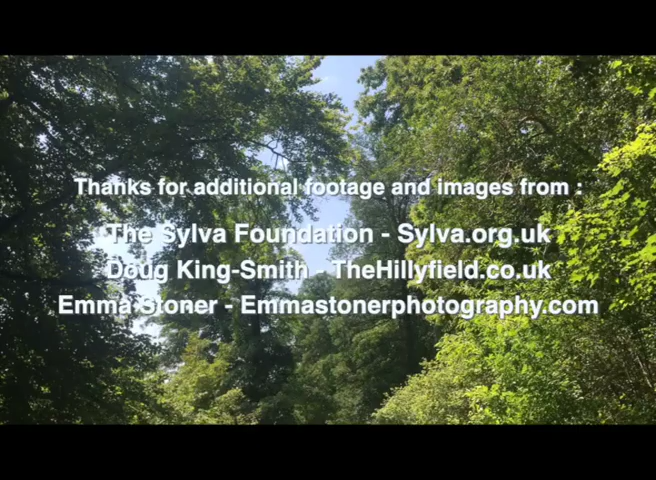 Thanks for additional footage and images from :
The Sylva Foundation - Sylva.org.uk
Doug King-Smith - TheHillyfield.co.uk
Emma Stoner - Emmastonerphotography.com